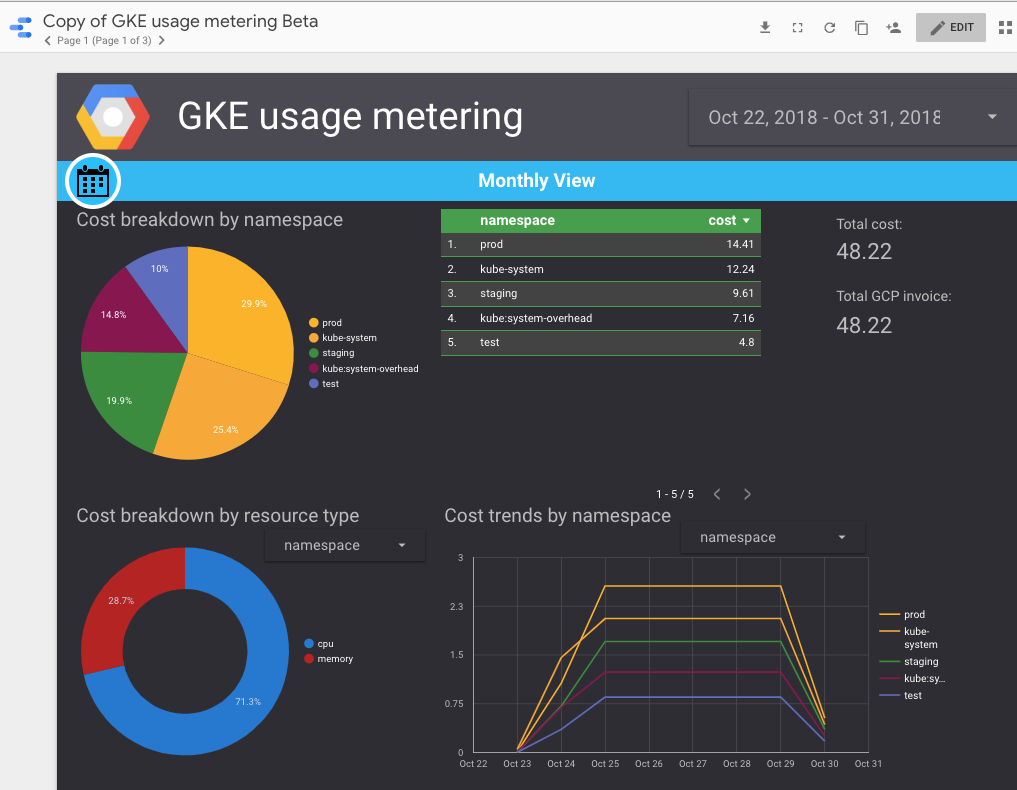 Copy of GKE usage metering Beta
Page 1 (Page 1 of 3)
EDIT
GKE usage metering
Oct 22, 2018 - Oct 31, 2018
Monthly View
Cost breakdown by namespace
10%
29.9%
14.8%
19.9%
25.4%
prod
kube-system
staging
kube:system-overhead
test
namespace cost
1. prod 14.41
2. kube-system 12.24
3. staging 9.61
4. kube:system-overhead 7.16
5. test 4.8
1 - 5 / 5
Total cost:
48.22
Total GCP invoice:
48.22
Cost breakdown by resource type
namespace
28.7%
71.3%
cpu
memory
Cost trends by namespace
namespace
3
2.3
1.5
0.75
0
Oct 22 Oct 23 Oct 24 Oct 25 Oct 26 Oct 27 Oct 28 Oct 29 Oct 30 Oct 31
prod
kube-
system
staging
kube:sy...
test